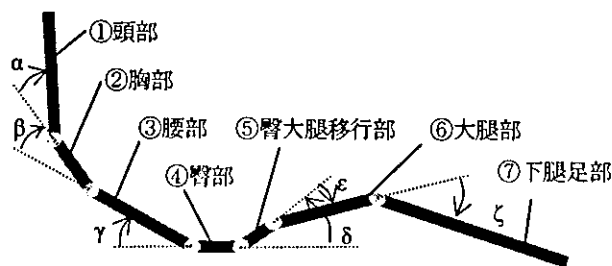 ①頭部
α
②胸部
β
③腰部
⑤臀大腿移行部
⑥大腿部
④臀部
ε
⑦下腿足部
γ
δ
ζ